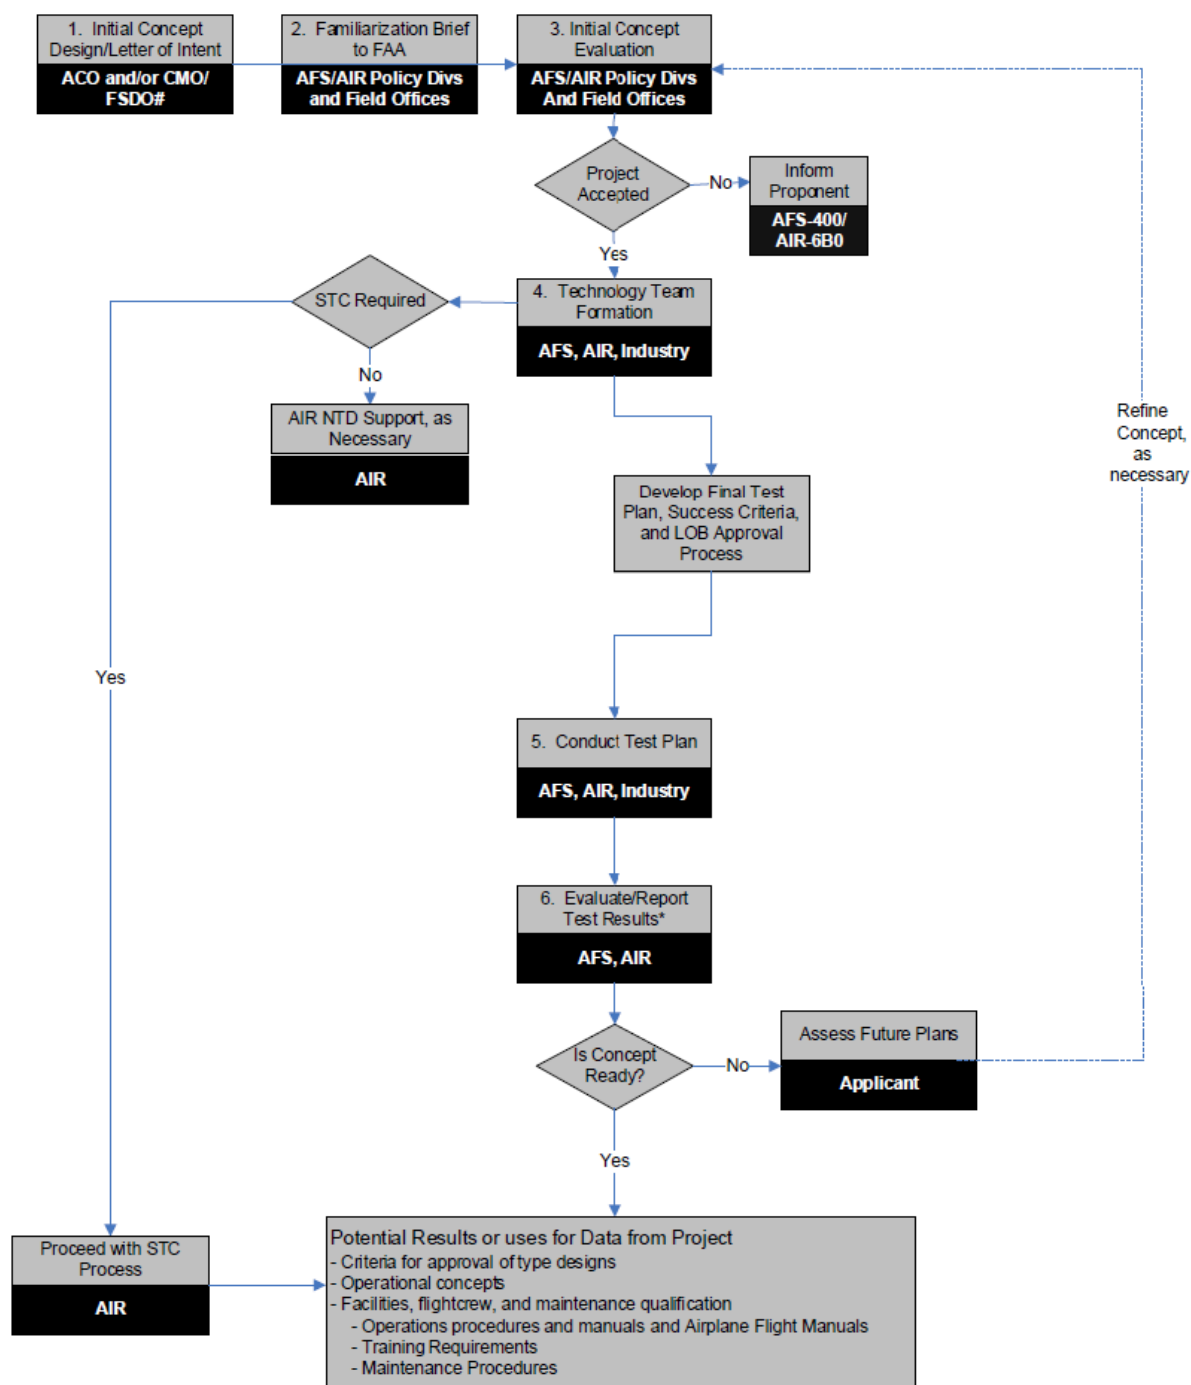 1. Initial Concept
Design/Letter of Intent
ACO and/or CMO/
FSDO#
2. Familiarization Brief
to FAA
AFS/AIR Policy Divs
and Field Offices
3. Initial Concept
Evaluation
AFS/AIR Policy Divs
And Field Offices
Project
Accepted
No
Inform
Proponent
AFS-400/
AIR-6B0
Yes
STC Required
4. Technology Team
Formation
AFS, AIR, Industry
No
AIR NTD Support, as
Necessary
AIR
Refine
Concept,
as
necessary
Develop Final Test
Plan, Success Criteria,
and LOB Approval
Process
Yes
5. Conduct Test Plan
AFS, AIR, Industry
6. Evaluate/Report
Test Results*
AFS, AIR
Is Concept
Ready?
No
Assess Future Plans
Applicant
Yes
Proceed with STC
Process
AIR
Potential Results or uses for Data from Project
- Criteria for approval of type designs
- Operational concepts
- Facilities, flightcrew, and maintenance qualification
- Operations procedures and manuals and Airplane Flight Manuals
- Training Requirements
- Maintenance Procedures